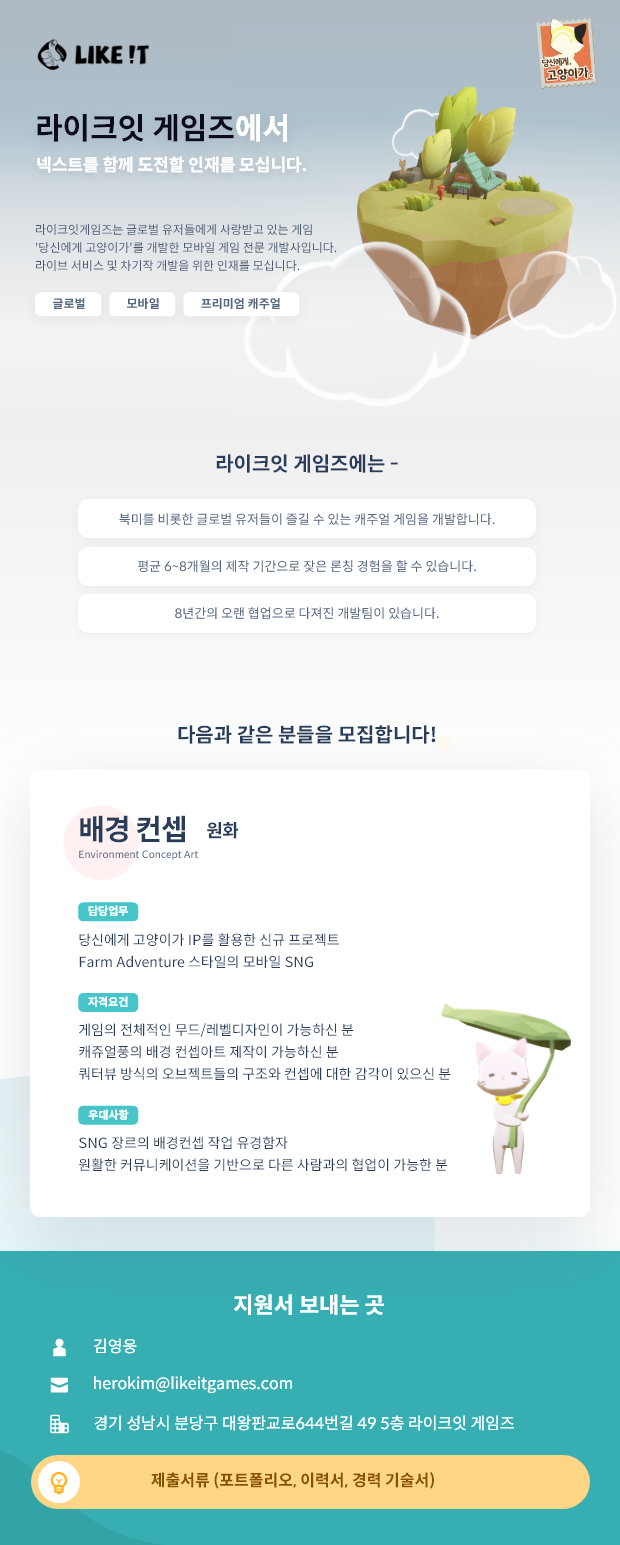 LIKE !T
당신에게,
고양이가。
라이크잇 게임즈에서
넥스트를 함께 도전할 인재를 모십니다.
라이크잇게임즈는 글로벌 유저들에게 사랑받고 있는 게임
'당신에게 고양이가'를 개발한 모바일 게임 전문 개발사입니다.
라이브 서비스 및 차기작 개발을 위한 인재를 모십니다.
글로벌 모바일 프리미엄 캐주얼
라이크잇 게임즈에는 -
북미를 비롯한 글로벌 유저들이 즐길 수 있는 캐주얼 게임을 개발합니다.
평균 6~8개월의 제작 기간으로 잦은 론칭 경험을 할 수 있습니다.
8년간의 오랜 협업으로 다져진 개발팀이 있습니다.
다음과 같은 분들을 모집합니다!
배경 컨셉 원화
Environment Concept Art
담당업무
당신에게 고양이가 IP를 활용한 신규 프로젝트
Farm Adventure 스타일의 모바일 SNG
자격요건
게임의 전체적인 무드/레벨디자인이 가능하신 분
캐쥬얼풍의 배경 컨셉아트 제작이 가능하신 분
쿼터뷰 방식의 오브젝트들의 구조와 컨셉에 대한 감각이 있으신 분
우대사항
SNG 장르의 배경컨셉 작업 유경험자
원활한 커뮤니케이션을 기반으로 다른 사람과의 협업이 가능한 분
지원서 보내는 곳
김영웅
herokim@likeitgames.com
경기 성남시 분당구 대왕판교로644번길 49 5층 라이크잇 게임즈
제출서류 (포트폴리오, 이력서, 경력 기술서)